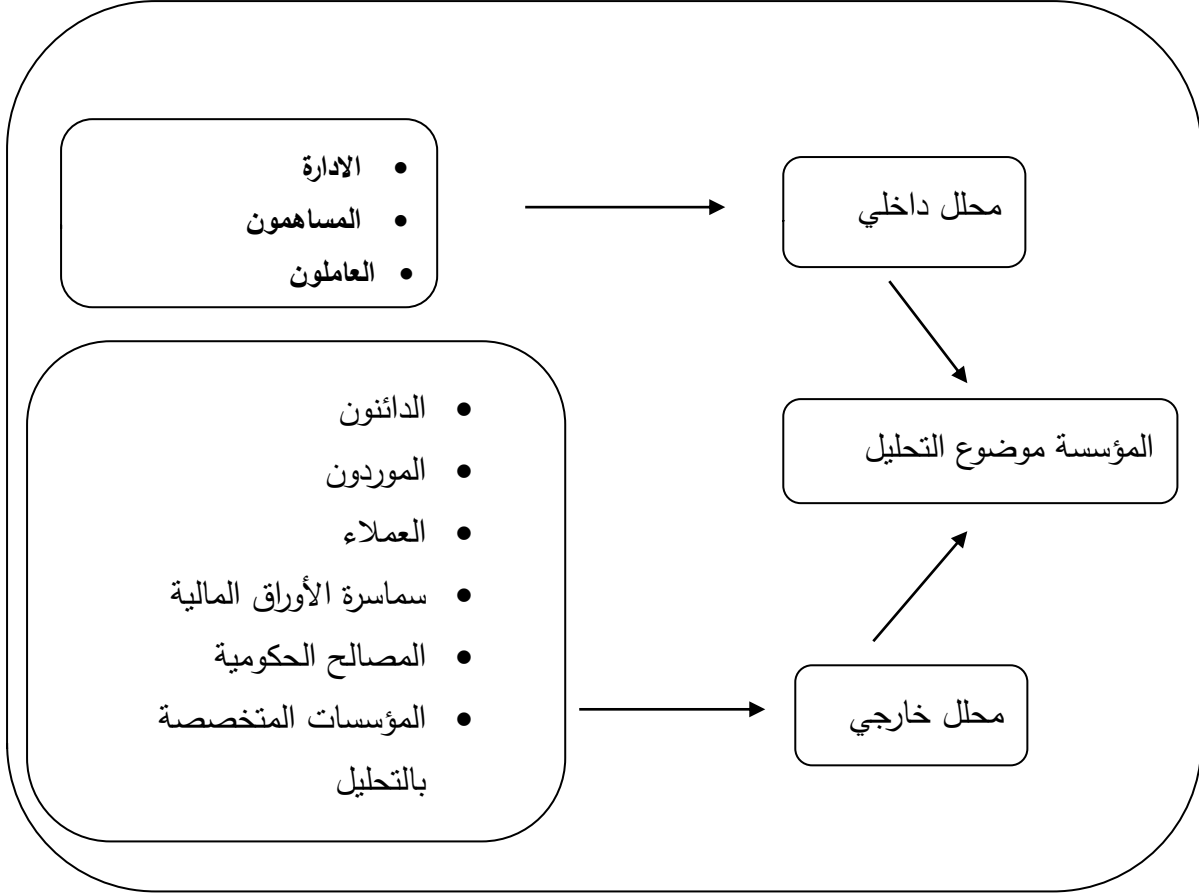 • الادارة
• المساهمون
• العاملون
محلل داخلي
المؤسسة موضوع التحليل
• الدائنون
• الموردون
• العملاء
• سماسرة الأوراق المالية
• المصالح الحكومية
• المؤسسات المتخصصة
بالتحليل
محلل خارجي